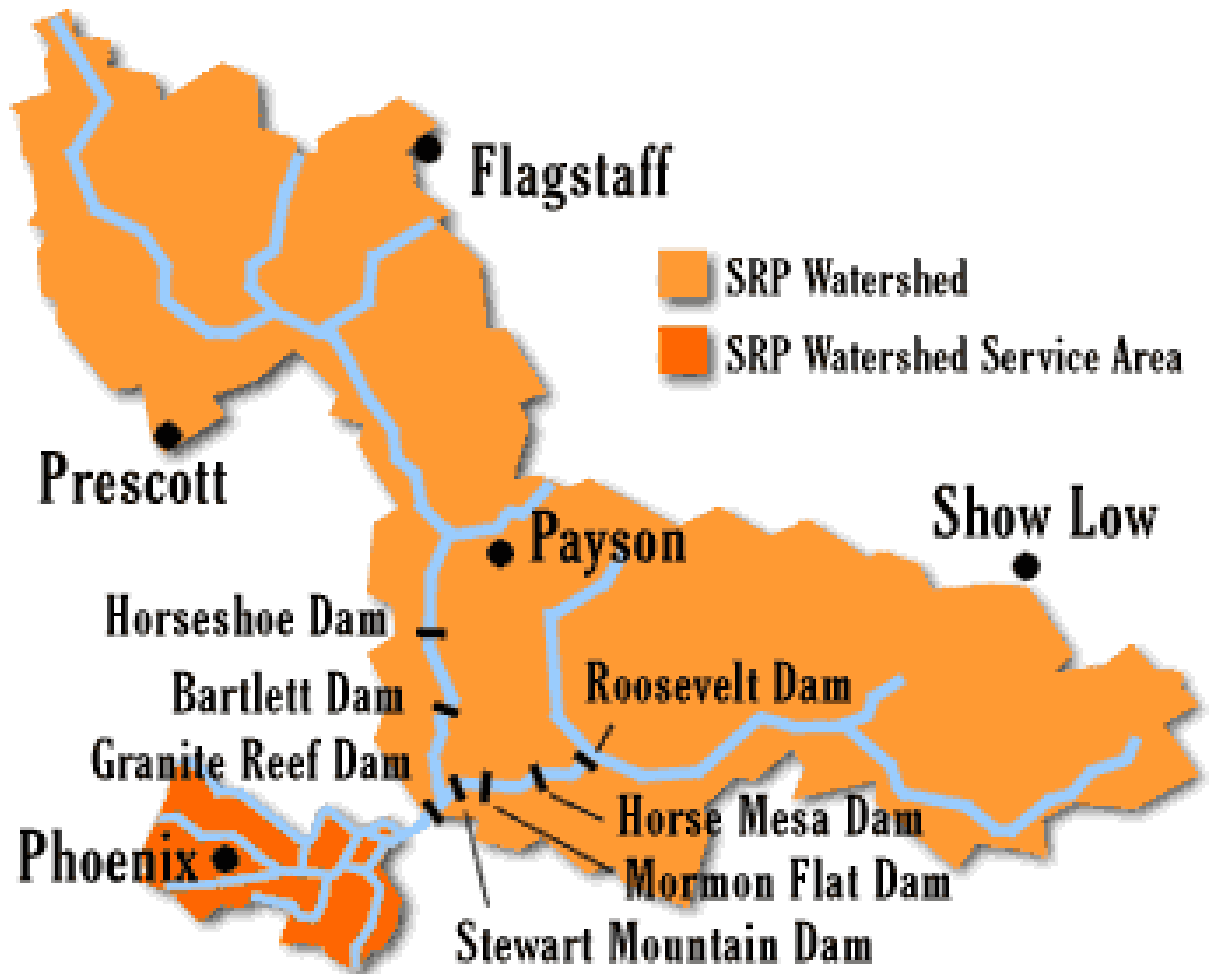 Flagstaff
SRP Watershed
SRP Watershed Service Area
Prescott
Show Low
Payson
Horseshoe Dam
Bartlett Dam
Roosevelt Dam
Granite Reef Dam
Horse Mesa Dam
Phoenix
Mormon Flat Dam
Stewart Mountain Dam